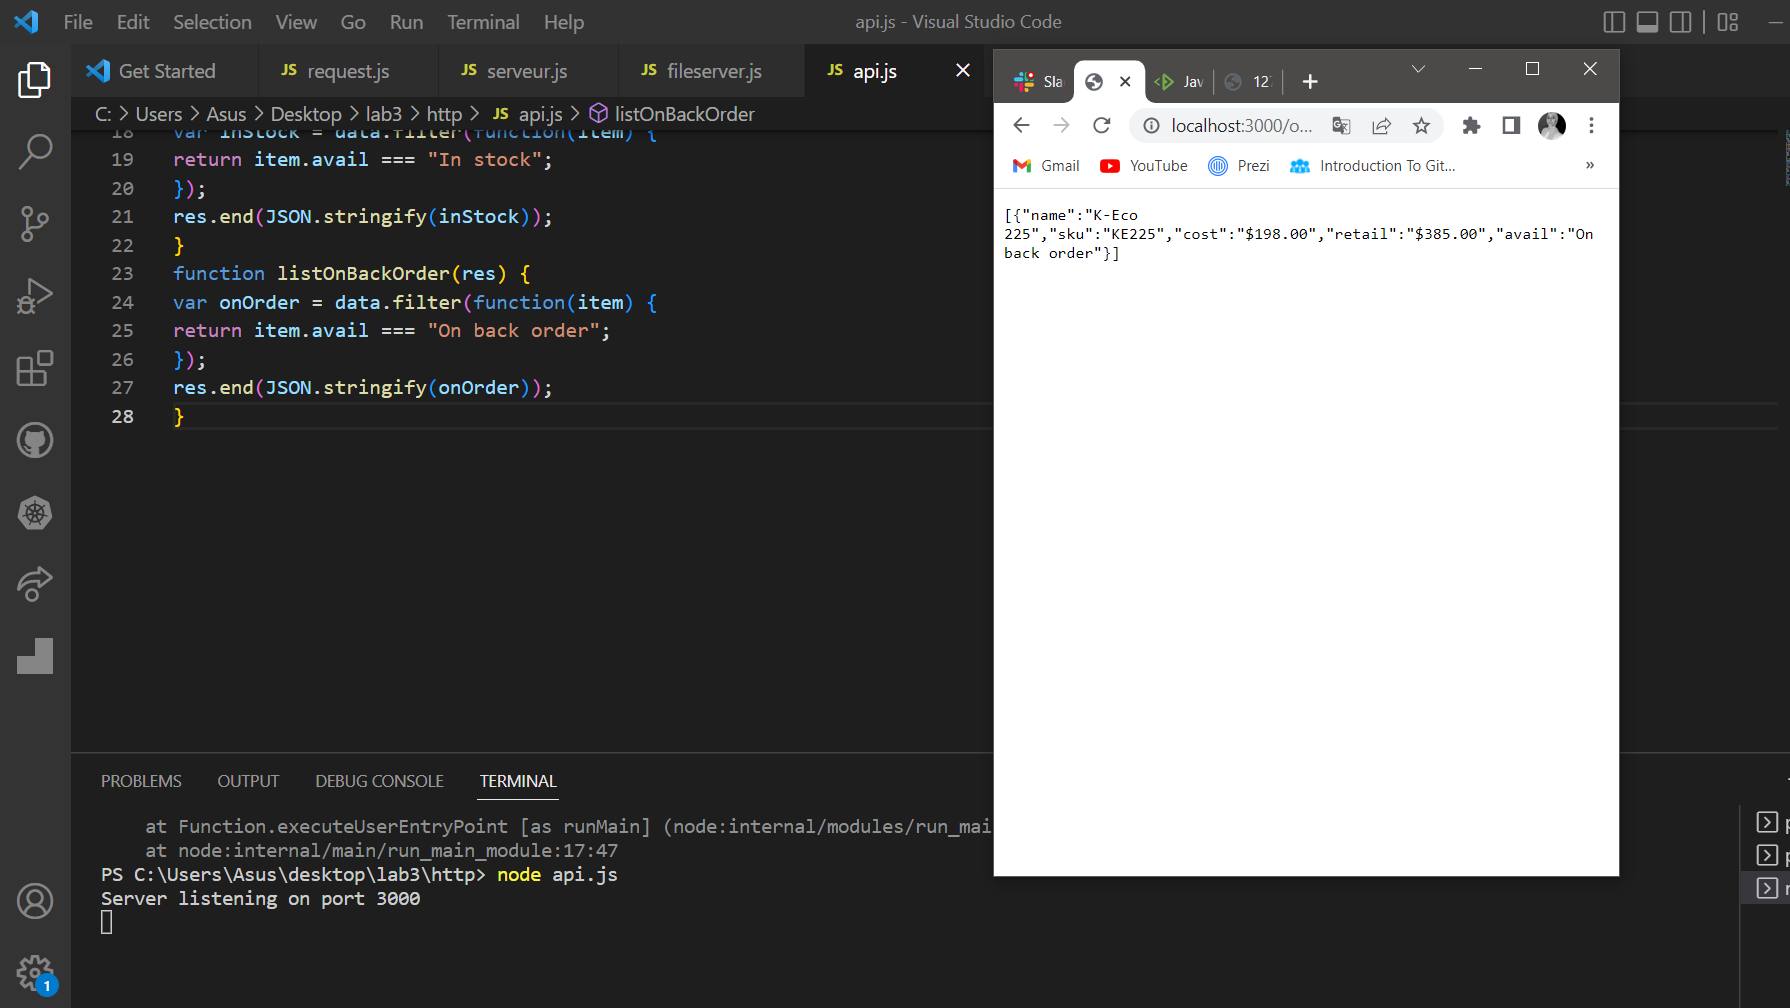 File Edit Selection View Go Run Terminal Help
api.js - Visual Studio Code
Get Started
JS request.js
JS serveur.js
JS fileserver.js
JS api.js
C: > Users > Asus > Desktop > lab3 > http > JS api.js > listOnBackOrder
18 var inStock = data.filter(function(item) {
19 return item.avail === "In stock";
20 });
21 res.end(JSON.stringify(inStock));
22 }
23 function listOnBackOrder(res) {
24 var onOrder = data.filter(function(item) {
25 return item.avail === "On back order";
26 });
27 res.end(JSON.stringify(onOrder));
28 }
Sla
Jav
12
localhost:3000/o...
Gmail YouTube Prezi Introduction To Git... »
[{"name":"K-Eco
225","sku":"KE225","cost":"$198.00","retail":"$385.00","avail":"On
back order"}]
PROBLEMS OUTPUT DEBUG CONSOLE TERMINAL
at Function.executeUserEntryPoint [as runMain] (node:internal/modules/run_mai
at node:internal/main/run_main_module:17:47
PS C:\Users\Asus\desktop\lab3\http> node api.js
Server listening on port 3000
1